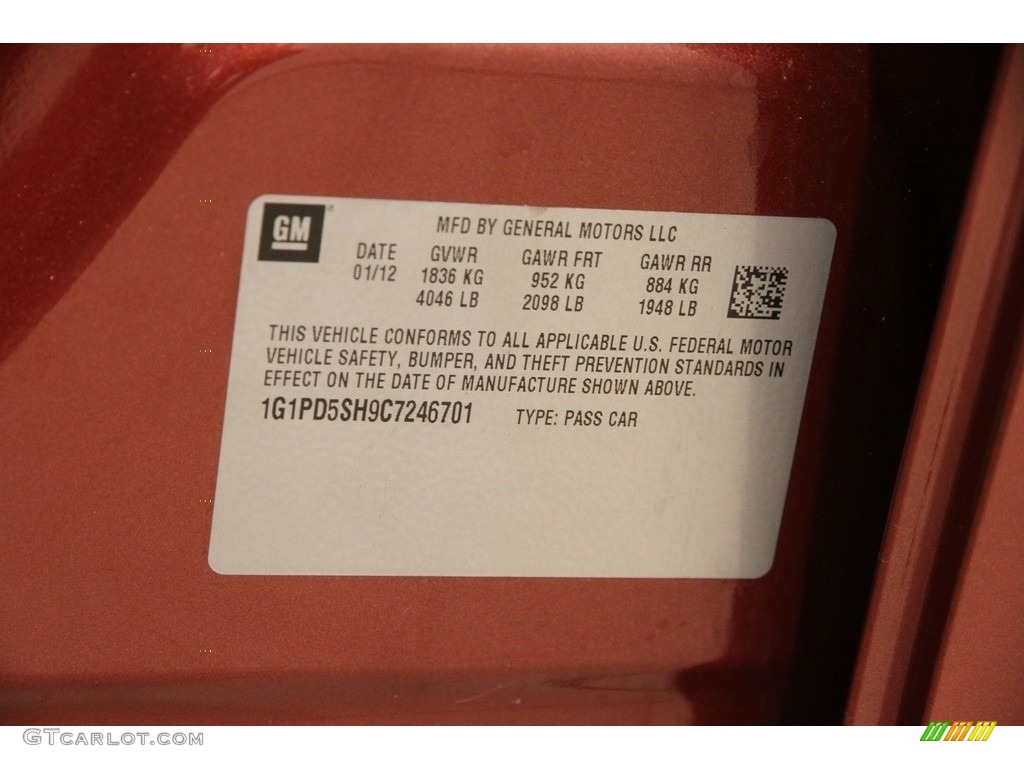 GM
MFD BY GENERAL MOTORS LLC
DATE GVWR GAWR FRT GAWR RR
01/12 1836 KG 952 KG 884 KG
4046 LB 2098 LB 1948 LB
THIS VEHICLE CONFORMS TO ALL APPLICABLE U.S. FEDERAL MOTOR
VEHICLE SAFETY, BUMPER, AND THEFT PREVENTION STANDARDS IN
EFFECT ON THE DATE OF MANUFACTURE SHOWN ABOVE.
1G1PD5SH9C7246701 TYPE: PASS CAR
GTCARLOT.COM